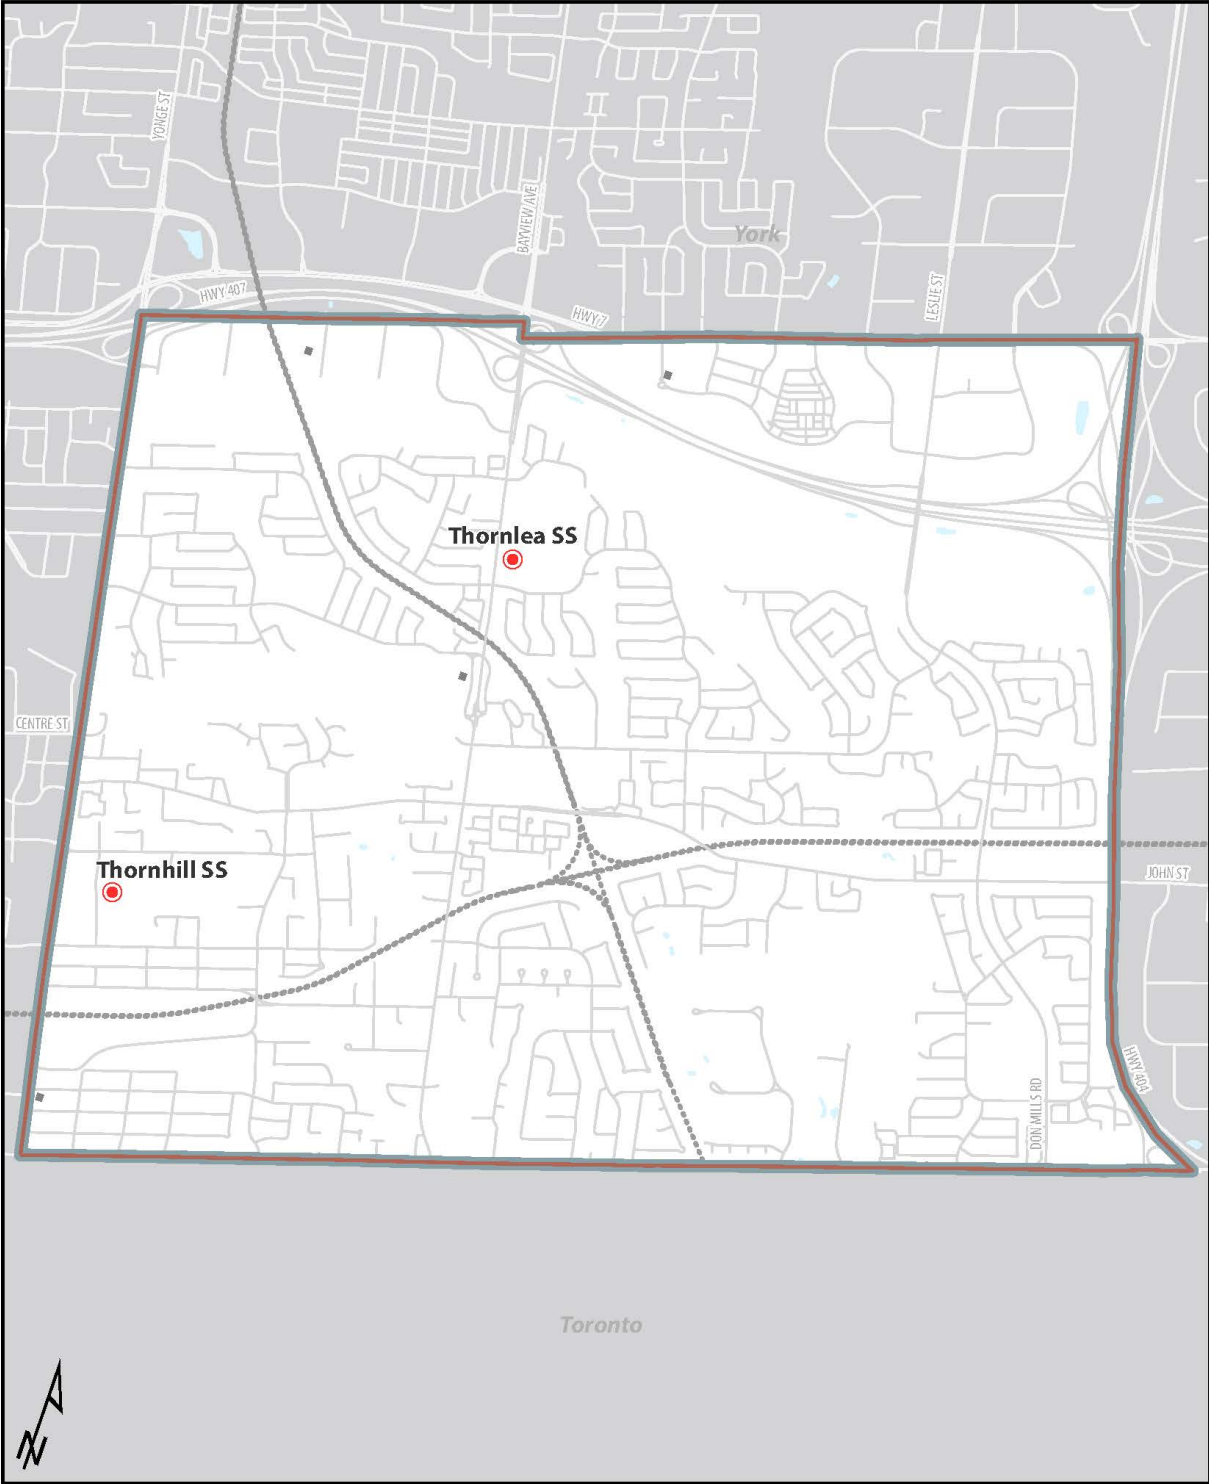 YONGE ST
BAYVIEW AVE
York
LESLIE ST
HWY 407
HWY 7
Thornlea SS
CENTRE ST
Thornhill SS
JOHN ST
HWY 404
DON MILLS RD
Toronto
N